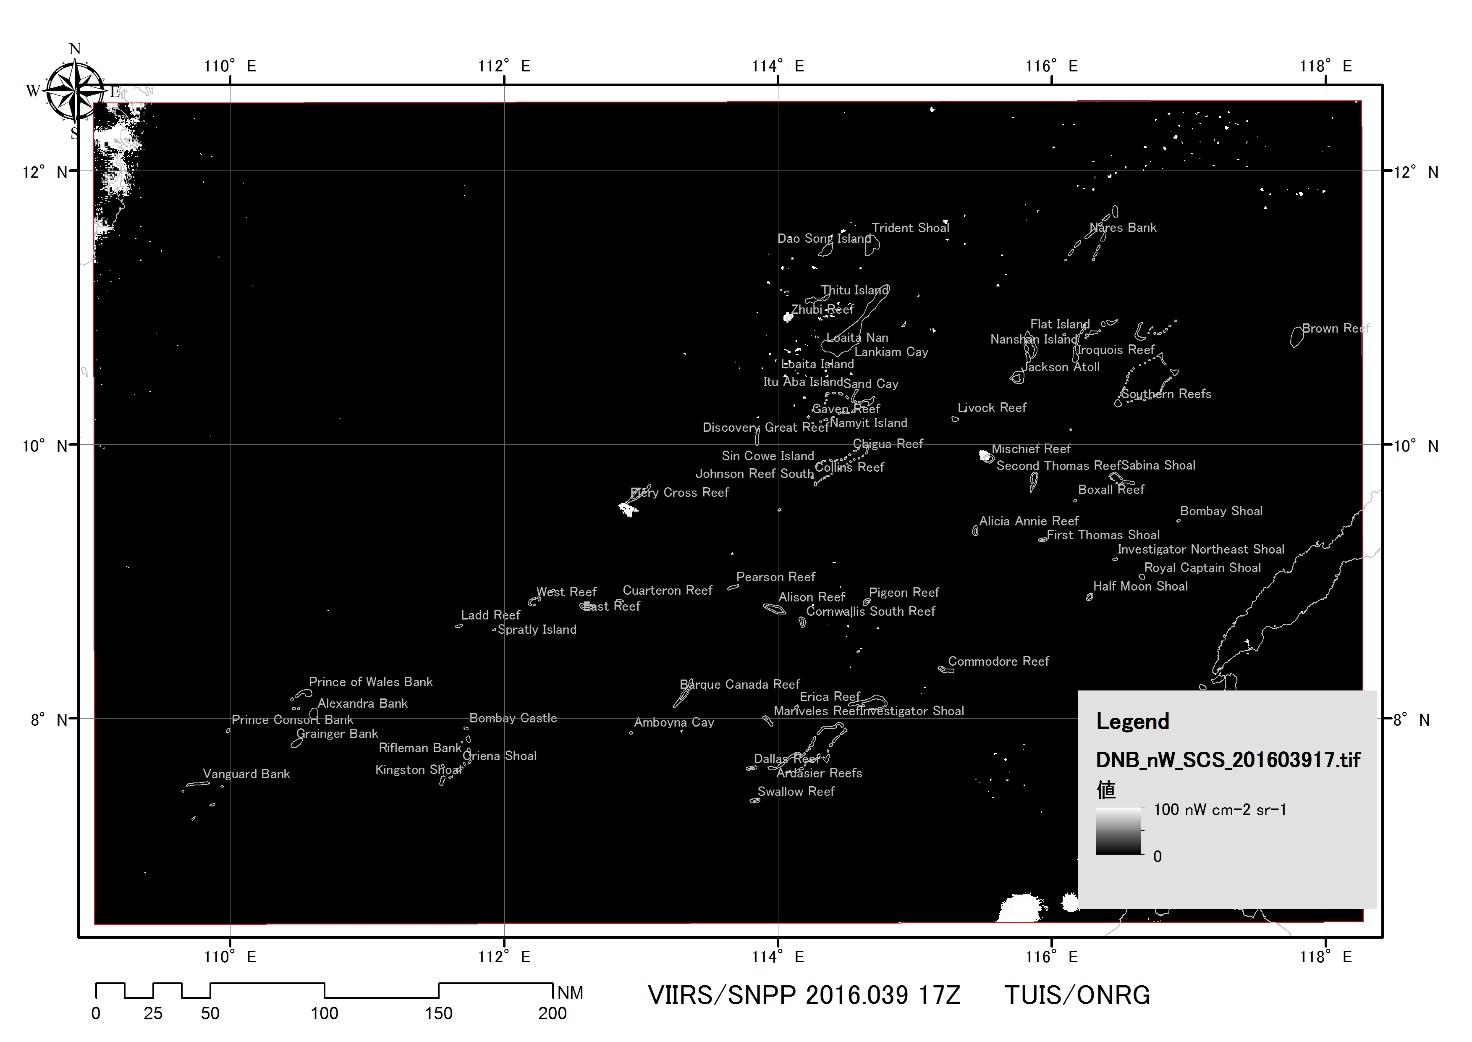 N
110° E 112° E 114° E 116° E 118° E
W E
S
12° N 12° N
Trident Shoal
Nares Bank
Dao Song Island
Thitu Island
Zhubi Reef
Flat Island
Brown Reef
Loaita Nan
Nanshan Island
Lankiam Cay
Iroquois Reef
Loaita Island
Jackson Atoll
Itu Aba Island Sand Cay
Southern Reefs
Gaven Reef
Livock Reef
Discovery Great Reef Namyit Island
10° N 10° N
Chigua Reef
Mischief Reef
Sin Cowe Island
Collins Reef
Second Thomas Reef Sabina Shoal
Johnson Reef South
Fiery Cross Reef
Boxall Reef
Bombay Shoal
Alicia Annie Reef
First Thomas Shoal
Investigator Northeast Shoal
Royal Captain Shoal
Pearson Reef
Half Moon Shoal
West Reef
Cuarteron Reef
Alison Reef
Pigeon Reef
East Reef
Cornwallis South Reef
Ladd Reef
Spratly Island
Commodore Reef
Prince of Wales Bank
Barque Canada Reef
Erica Reef
Alexandra Bank
Mariveles Reef Investigator Shoal
8° N 8° N
Prince Consort Bank
Bombay Castle
Amboyna Cay
Grainger Bank
Rifleman Bank
Oriena Shoal
Dallas Reef
Kingston Shoal
Ardasier Reefs
Vanguard Bank
Swallow Reef
Legend
DNB_nW_SCS_201603917.tif
値
100 nW cm-2 sr-1
0
110° E 112° E 114° E 116° E 118° E
NM
0 25 50 100 150 200
VIIRS/SNPP 2016.039 17Z TUIS/ONRG